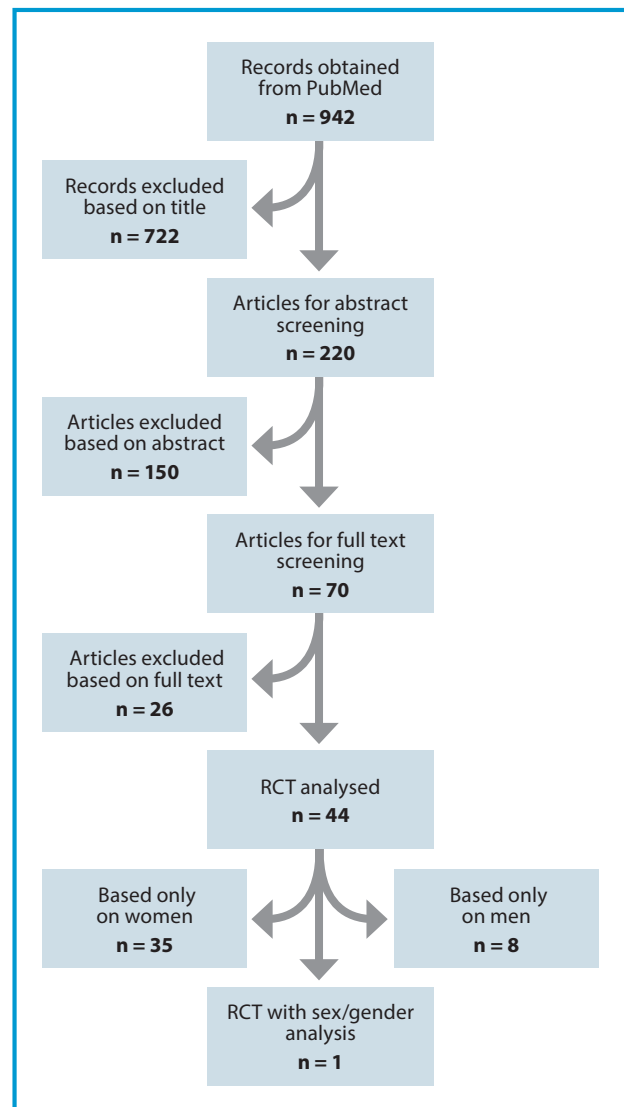 Records obtained
from PubMed
n = 942
Records excluded
based on title
n = 722
Articles for abstract
screening
n = 220
Articles excluded
based on abstract
n = 150
Articles for full text
screening
n = 70
Articles excluded
based on full text
n = 26
RCT analysed
n = 44
Based only
on women
n = 35
Based only
on men
n = 8
RCT with sex/gender
analysis
n = 1